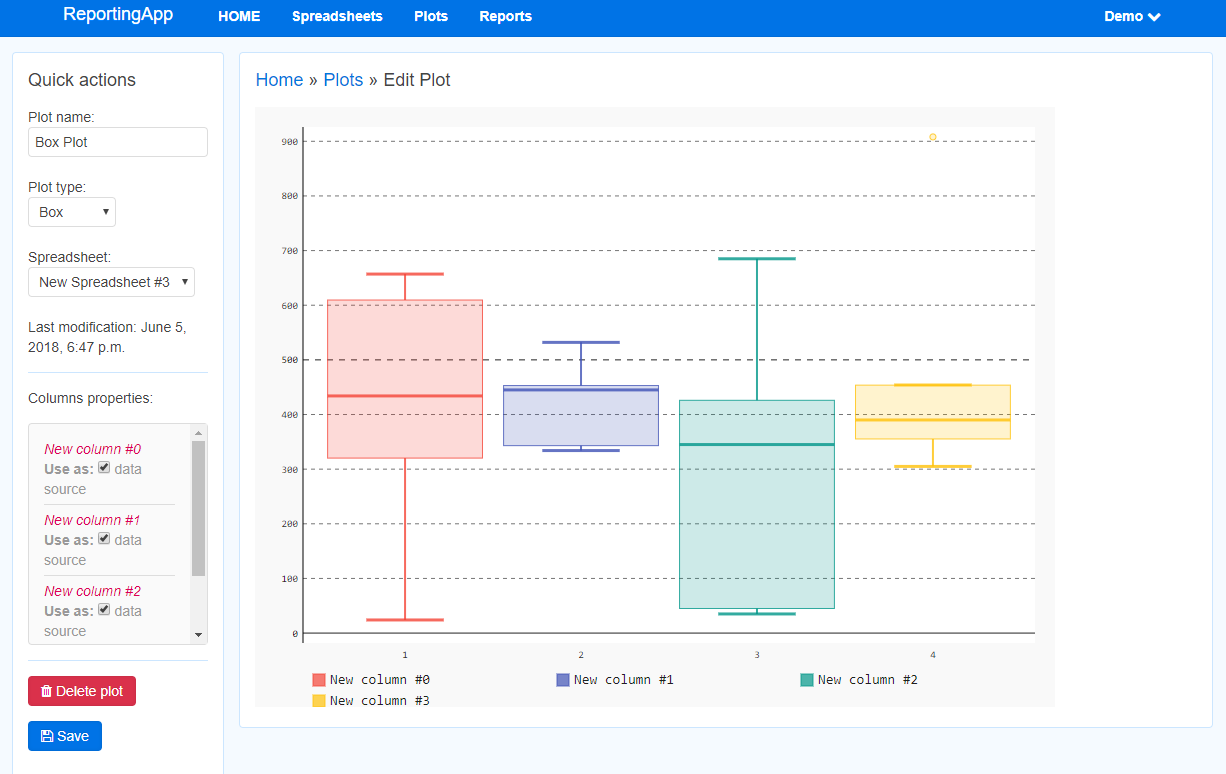 ReportingApp HOME Spreadsheets Plots Reports Demo
Quick actions
Plot name:
Box Plot
Plot type:
Box
Spreadsheet:
New Spreadsheet #3
Last modification: June 5,
2018, 6:47 p.m.
Columns properties:
New column #0
Use as: data
source
New column #1
Use as: data
source
New column #2
Use as: data
source
Delete plot
Save
Home » Plots » Edit Plot
900
800
700
600
500
400
300
200
100
0
1 2 3 4
New column #0 New column #1 New column #2
New column #3